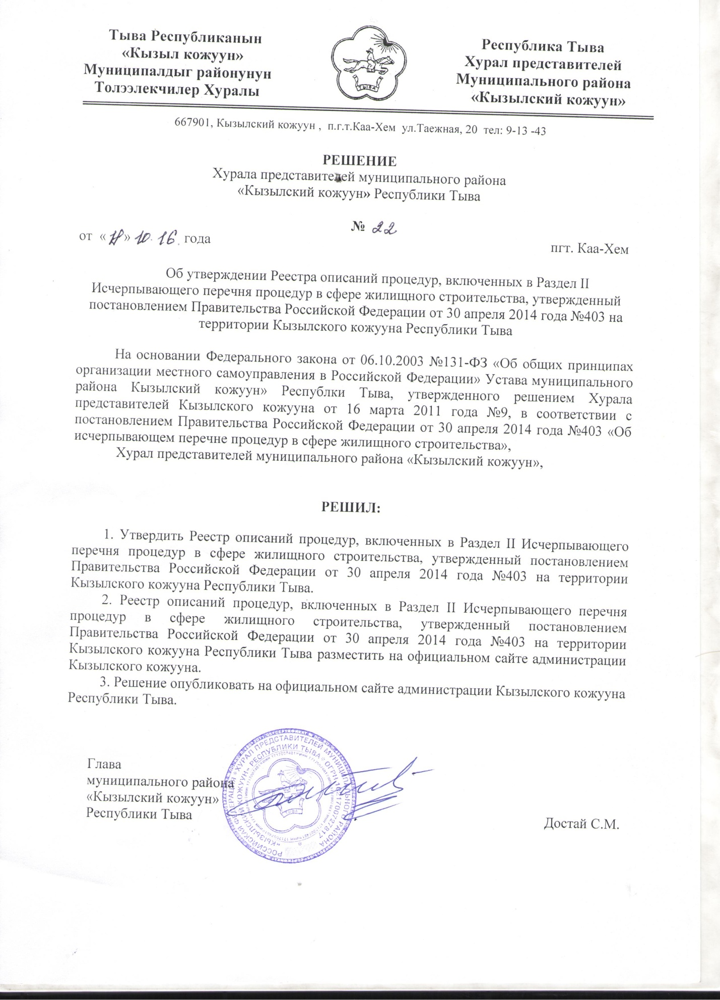 Тыва Республиканын
«Кызыл кожуун»
Муниципалдыг районунун
Толээлекчилер Хуралы
ТЫВА
Республика Тыва
Хурал представителей
Муниципального района
«Кызылский кожуун»
667901, Кызылский кожуун , п.г.т.Каа-Хем ул.Таежная, 20 тел: 9-13 -43
РЕШЕНИЕ
Хурала представителей муниципального района
«Кызылский кожуун» Республики Тыва
№ 22
от « » 10. 16. года
пгт. Каа-Хем
Об утверждении Реестра описаний процедур, включенных в Раздел II
Исчерпывающего перечня процедур в сфере жилищного строительства, утвержденный
постановлением Правительства Российской Федерации от 30 апреля 2014 года №403 на
территории Кызылского кожууна Республики Тыва
На основании Федерального закона от 06.10.2003 №131-ФЗ «Об общих принципах
организации местного самоуправления в Российской Федерации» Устава муниципального
района Кызылский кожуун» Республки Тыва, утвержденного решением Хурала
представителей Кызылского кожууна от 16 марта 2011 года №9, в соответствии с
постановлением Правительства Российской Федерации от 30 апреля 2014 года №403 «Об
исчерпывающем перечне процедур в сфере жилищного строительства»,
Хурал представителей муниципального района «Кызылский кожуун»,
РЕШИЛ:
1. Утвердить Реестр описаний процедур, включенных в Раздел II Исчерпывающего
перечня процедур в сфере жилищного строительства, утвержденный постановлением
Правительства Российской Федерации от 30 апреля 2014 года №403 на территории
Кызылского кожууна Республики Тыва.
2. Реестр описаний процедур, включенных в Раздел II Исчерпывающего перечня
процедур в сфере жилищного строительства, утвержденный постановлением
Правительства Российской Федерации от 30 апреля 2014 года №403 на территории
Кызылского кожууна Республики Тыва разместить на официальном сайте администрации
Кызылского кожууна.
3. Решение опубликовать на официальном сайте администрации Кызылского кожууна
Республики Тыва.
Глава
муниципального района
«Кызылский кожуун»
Республики Тыва
Достай С.М.
РОССИЙСКАЯ ФЕДЕРАЦИЯ * ХУРАЛ ПРЕДСТАВИТЕЛЕЙ МУНИЦИПАЛЬНОГО РАЙОНА
«КЫЗЫЛСКИЙ КОЖУУН» РЕСПУБЛИКИ ТЫВА * ОГРН 1021700727817 *
ТЫВА